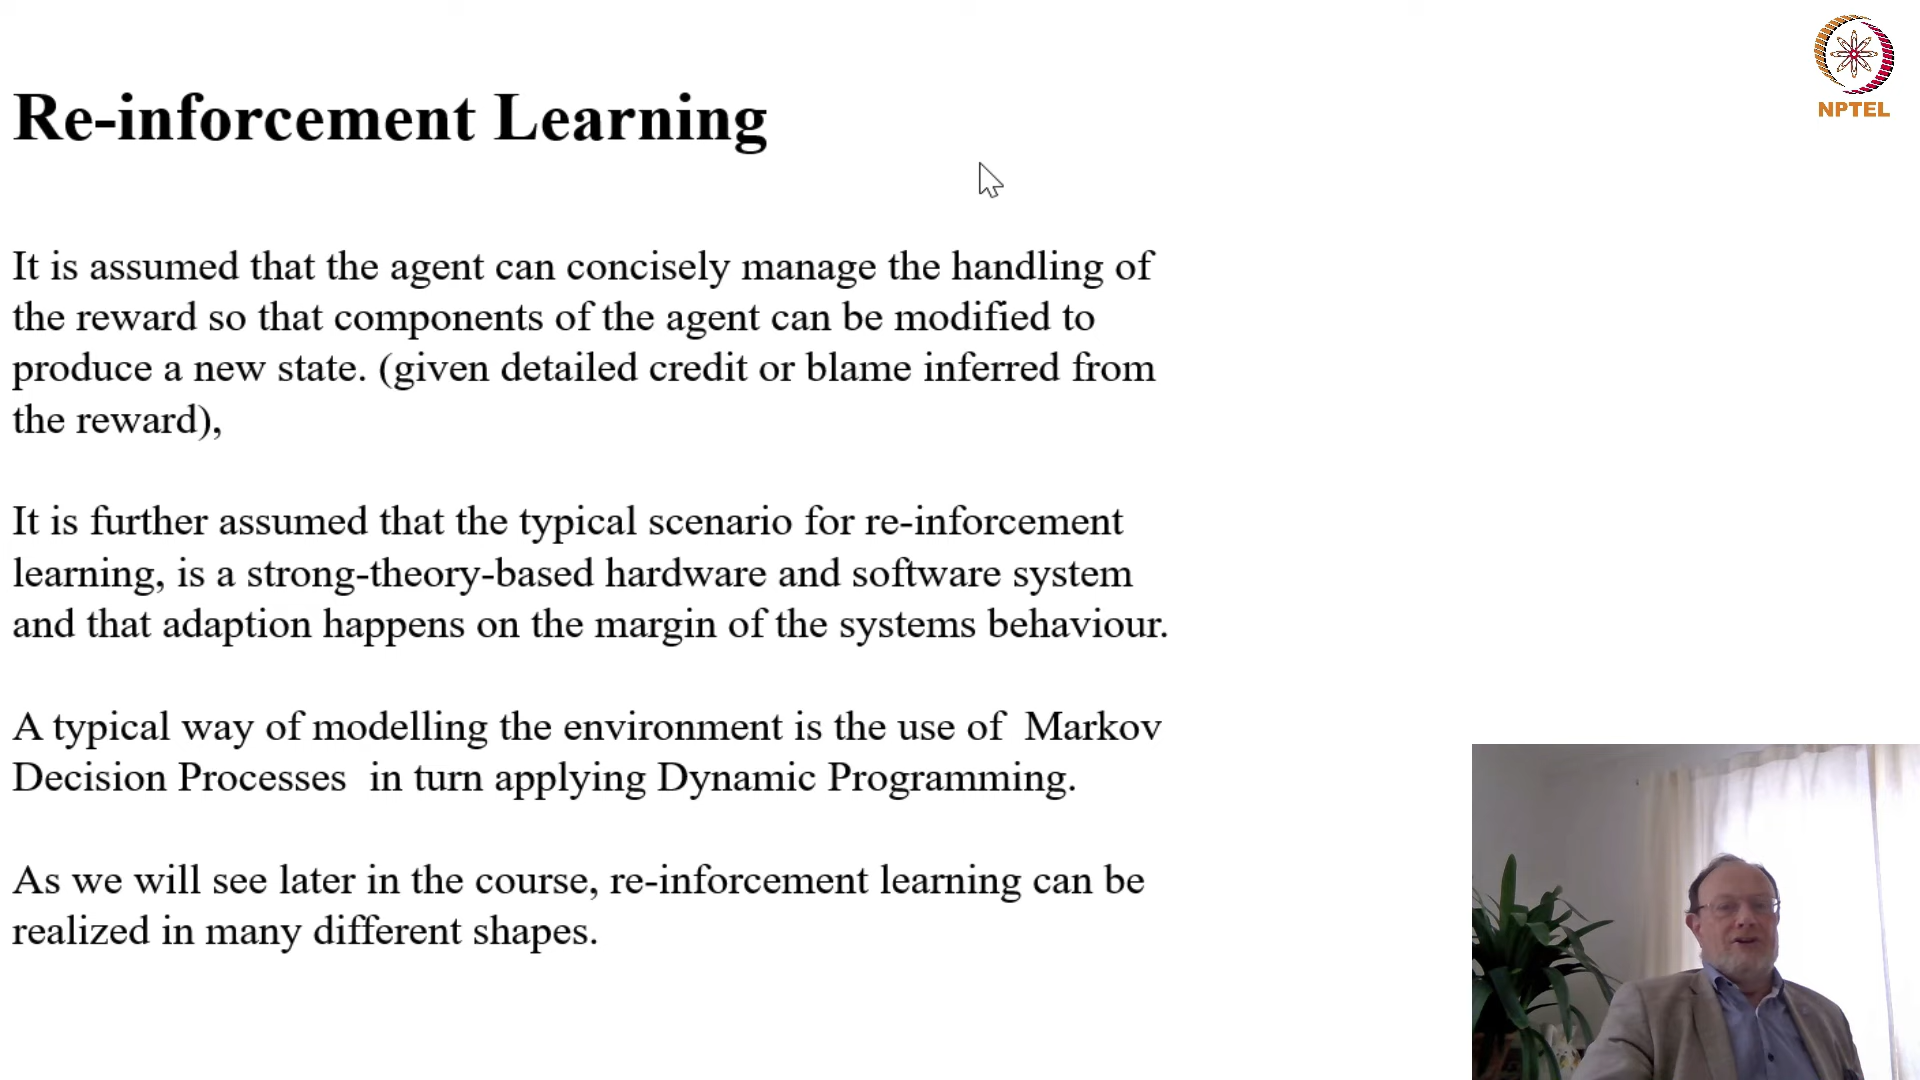 Re-inforcement Learning
NPTEL
It is assumed that the agent can concisely manage the handling of
the reward so that components of the agent can be modified to
produce a new state. (given detailed credit or blame inferred from
the reward),
It is further assumed that the typical scenario for re-inforcement
learning, is a strong-theory-based hardware and software system
and that adaption happens on the margin of the systems behaviour.
A typical way of modelling the environment is the use of  Markov
Decision Processes  in turn applying Dynamic Programming.
As we will see later in the course, re-inforcement learning can be
realized in many different shapes.